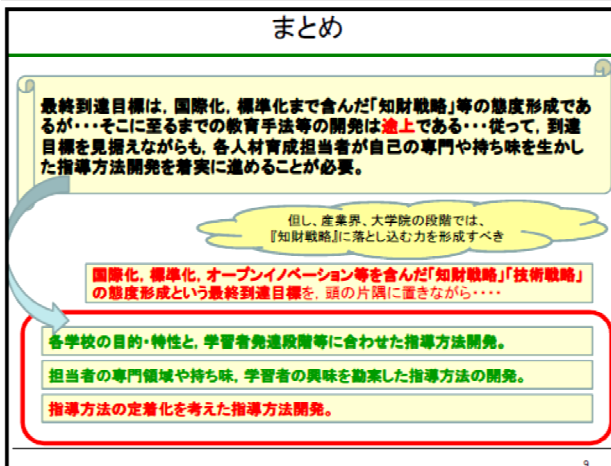 まとめ
最終到達目標は，国際化，標準化まで含んだ「知財戦略」等の態度形成であ
るが・・・そこに至るまでの教育手法等の開発は途上である・・・従って，到達
目標を見据えながらも，各人材育成担当者が自己の専門や持ち味を生かし
た指導方法開発を着実に進めることが必要。
但し、産業界、大学院の段階では、
『知財戦略』に落とし込む力を形成すべき
国際化，標準化，オープンイノベーション等を含んだ「知財戦略」「技術戦略」
の態度形成という最終到達目標を，頭の片隅に置きながら・・・・
各学校の目的・特性と，学習者発達段階等に合わせた指導方法開発。
担当者の専門領域や持ち味，学習者の興味を勘案した指導方法の開発。
指導方法の定着化を考えた指導方法開発。
9